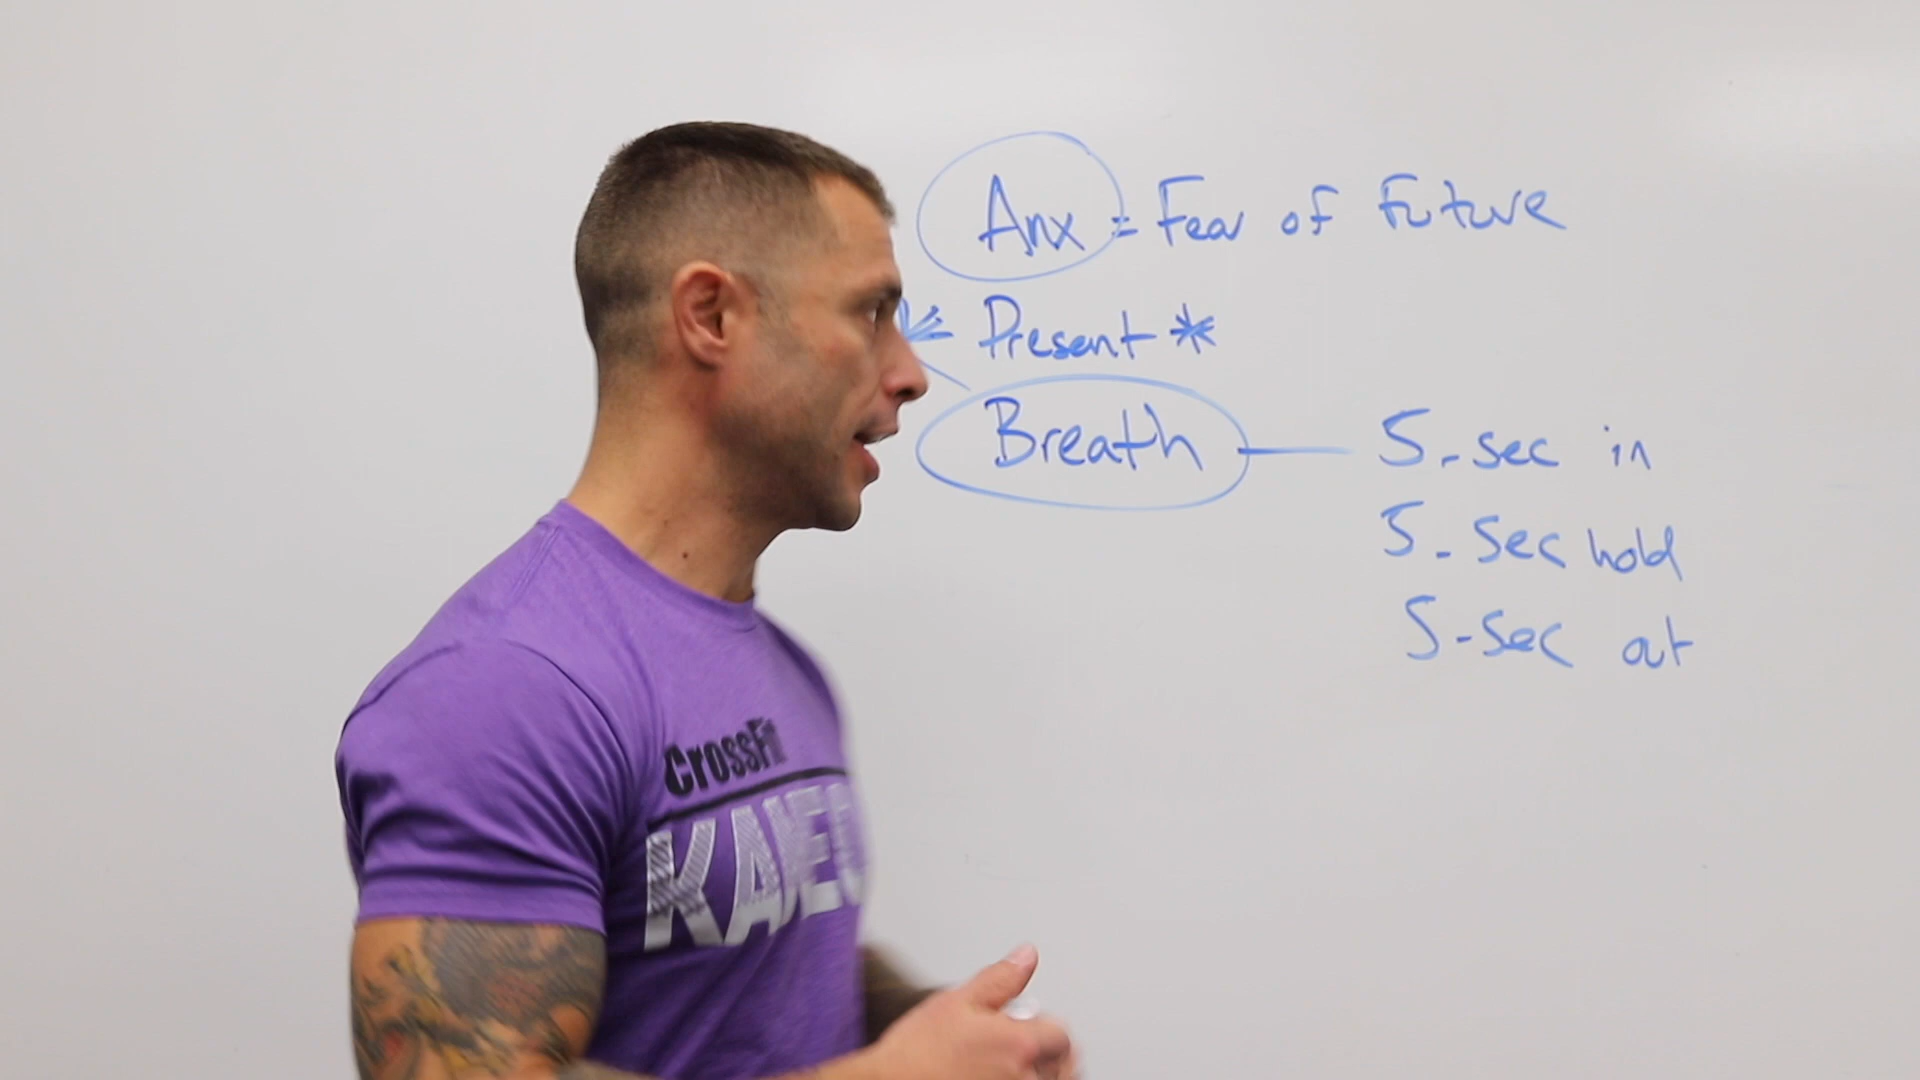 Anx = Fear of Future
* Present *
Breath — 5-sec in
5-sec hold
5-sec out
CrossFit